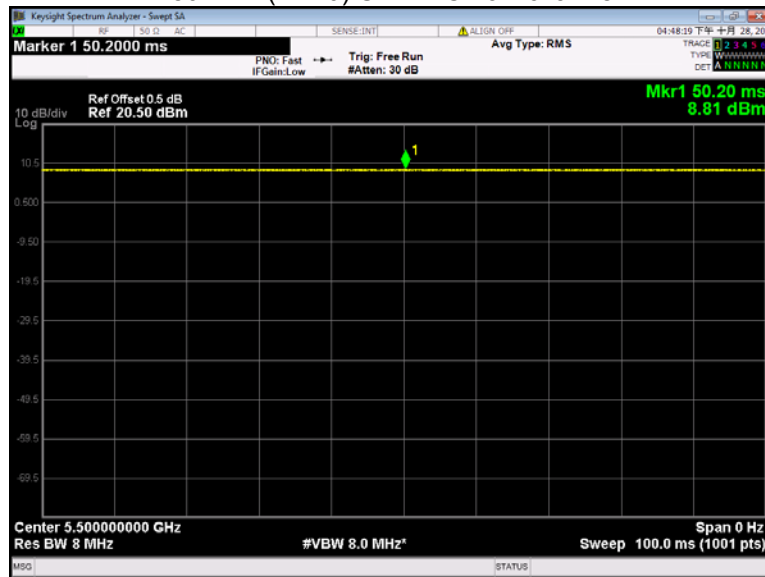 Keysight Spectrum Analyzer - Swept SA
RF 50 Ω AC SENSE:INT ALIGN OFF 04:48:19 下午 十月 28, 20
Marker 1 50.2000 ms
PNO: Fast Trig: Free Run Avg Type: RMS TRACE 1 2 3 4 5
IFGain:Low #Atten: 30 dB TYPE
DET A N N N N N
Mkr1 50.20 ms
8.81 dBm
Ref Offset 0.5 dB
10 dB/div Ref 20.50 dBm
Log
1
10.5
0.500
-9.50
-19.5
-29.5
-39.5
-49.5
-59.5
-69.5
Center 5.500000000 GHz Span 0 Hz
Res BW 8 MHz #VBW 8.0 MHz* Sweep 100.0 ms (1001 pts)
MSG STATUS